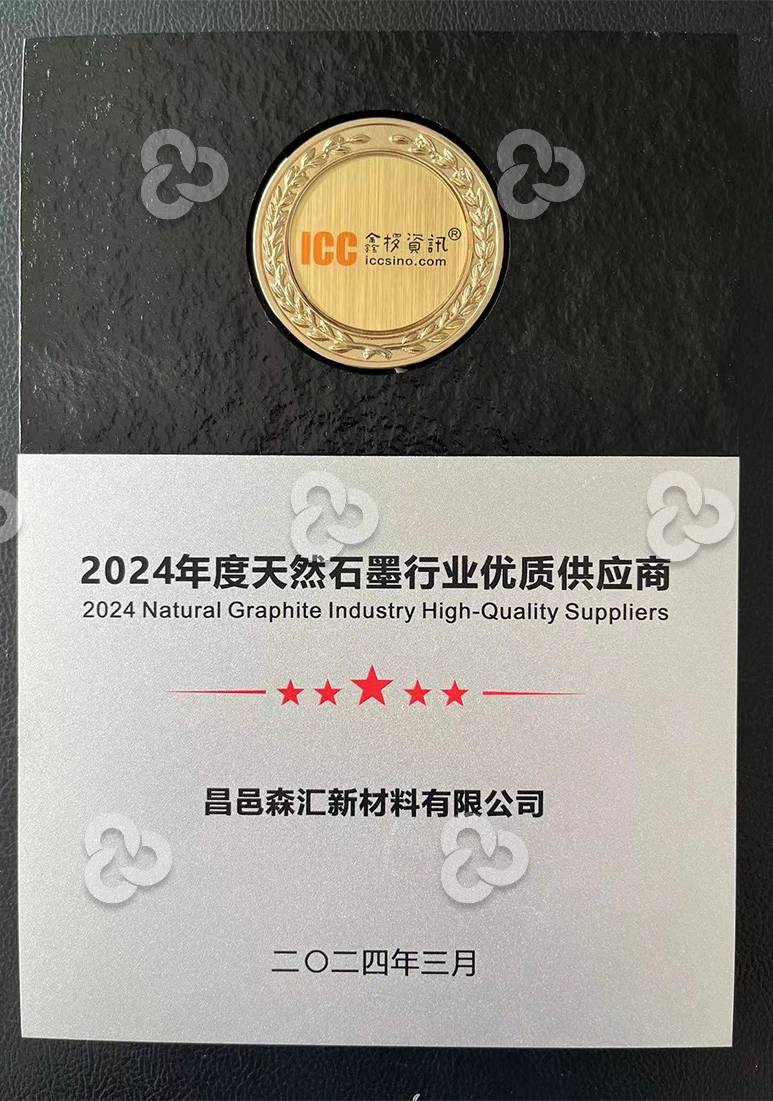 ICC 鑫椤資訊®
iccsino.com
2024年度天然石墨行业优质供应商
2024 Natural Graphite Industry High-Quality Suppliers
昌邑森汇新材料有限公司
二〇二四年三月